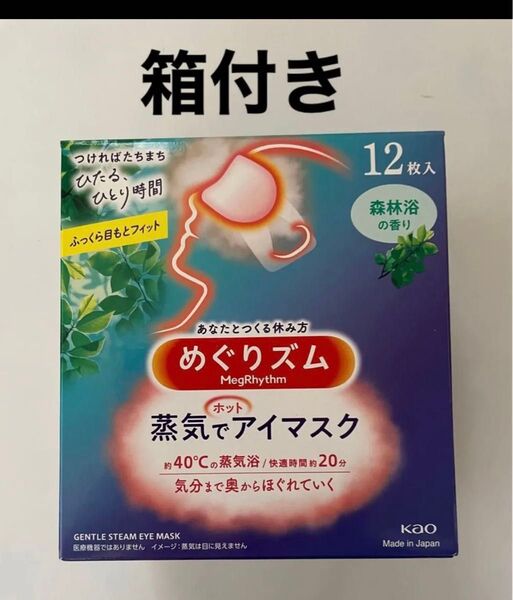 箱付き
つければたちまち
ひたる、
ひとり時間
12枚入
森林浴
の香り
ふっくら目もとフィット
あなたとつくる休み方
めぐりズム
MegRhythm
ホット
蒸気でアイマスク
約40℃の蒸気浴/快適時間約20分
気分まで奥からほぐれていく
GENTLE STEAM EYE MASK
医療機器ではありません イメージ:蒸気は目に見えません
Kao
Made in Japan